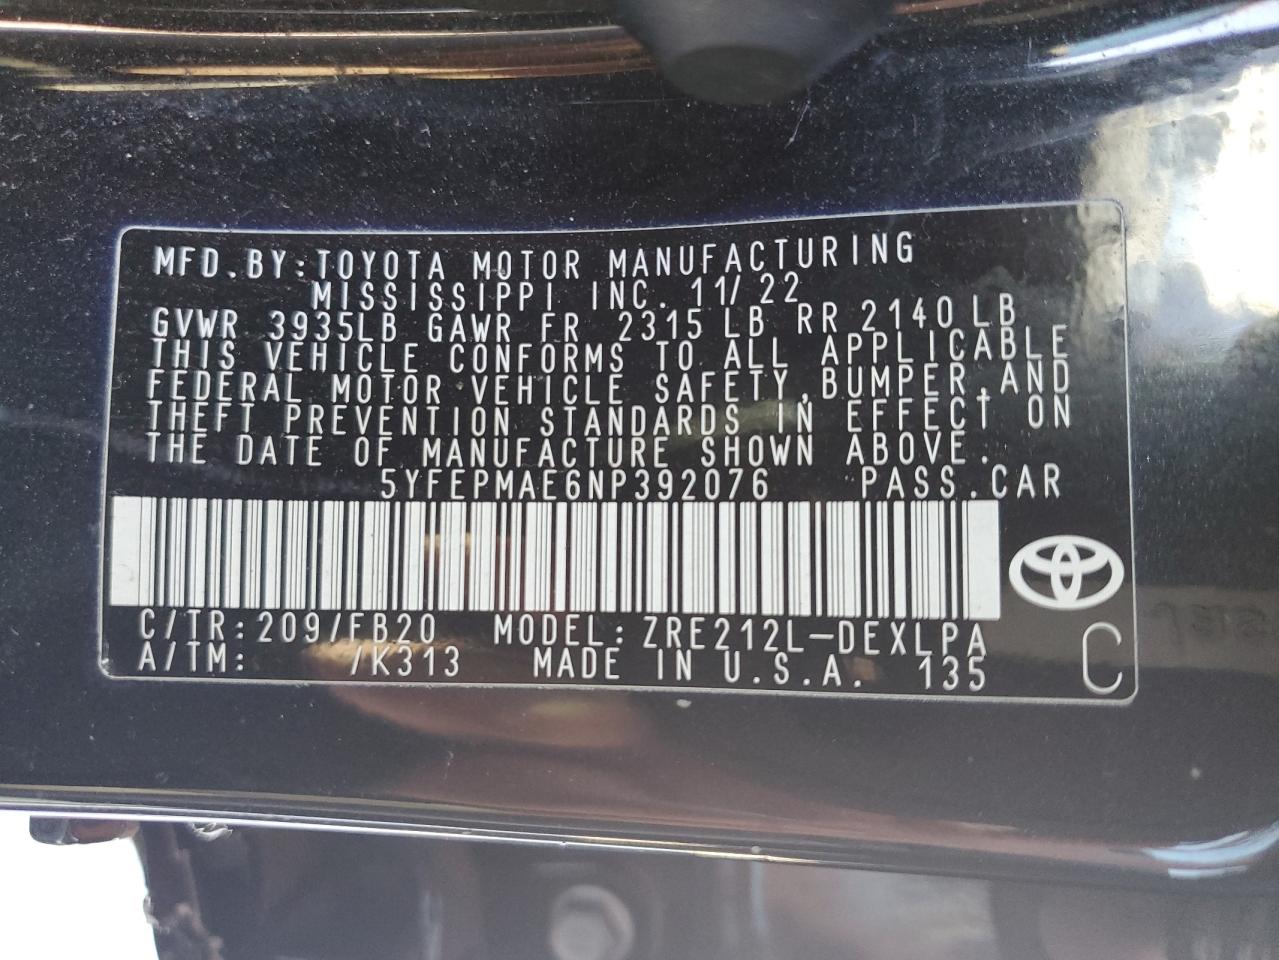 MFD.BY:TOYOTA MOTOR MANUFACTURING
MISSISSIPPI INC. 11/22
GVWR 3935LB GAWR FR 2315 LB RR 2140 LB
THIS VEHICLE CONFORMS TO ALL APPLICABLE
FEDERAL MOTOR VEHICLE SAFETY,BUMPER,AND
THEFT PREVENTION STANDARDS IN EFFECT ON
THE DATE OF MANUFACTURE SHOWN ABOVE.
5YFEPMAE6NP392076 PASS.CAR
C/TR:209/FB20 MODEL:ZRE212L-DEXLPA
A/TM: /K313 MADE IN U.S.A. 135
C